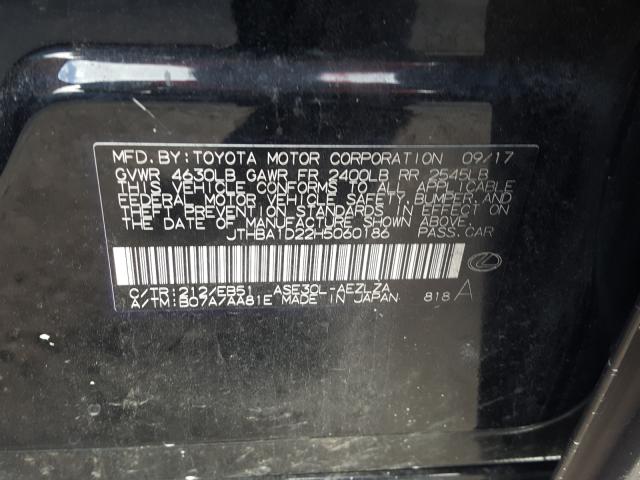 MFD. BY: TOYOTA MOTOR CORPORATION 09/17
GVWR 4630LB GAWR FR 2400LB RR 2545LB
THIS VEHICLE CONFORMS TO ALL APPLICABLE
FEDERAL MOTOR VEHICLE SAFETY, BUMPER, AND
THEFT PREVENTION STANDARDS IN EFFECT ON
THE DATE OF MANUFACTURE SHOWN ABOVE.
JTHBA1D22H5060186 PASS. CAR
C/TR: 212/EB51 ASE30L-AEZLZA
A/TM: B07A/AA81E MADE IN JAPAN 818 A